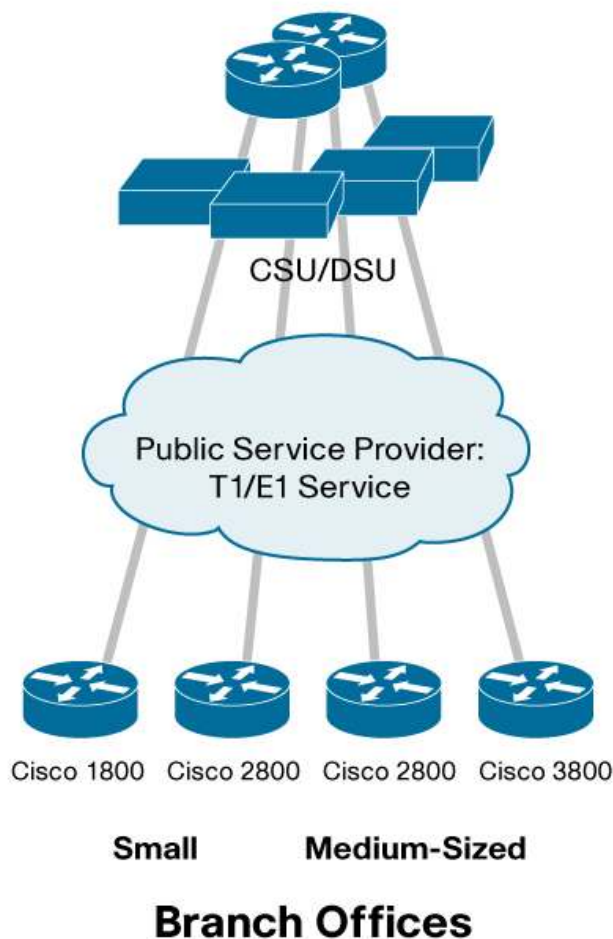 CSU/DSU
Public Service Provider:
T1/E1 Service
Cisco 1800 Cisco 2800 Cisco 2800 Cisco 3800
Small Medium-Sized
Branch Offices